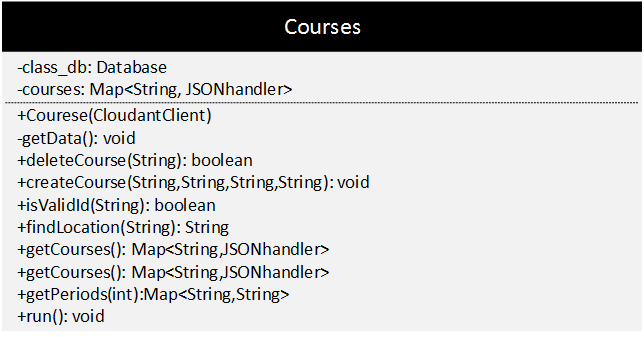 Courses
-class_db: Database
-courses: Map<String, JSONhandler>
+Courese(CloudantClient)
-getData(): void
+deleteCourse(String): boolean
+createCourse(String,String,String,String): void
+isValidId(String): boolean
+findLocation(String): String
+getCourses(): Map<String,JSONhandler>
+getCourses(): Map<String,JSONhandler>
+getPeriods(int):Map<String,String>
+run(): void